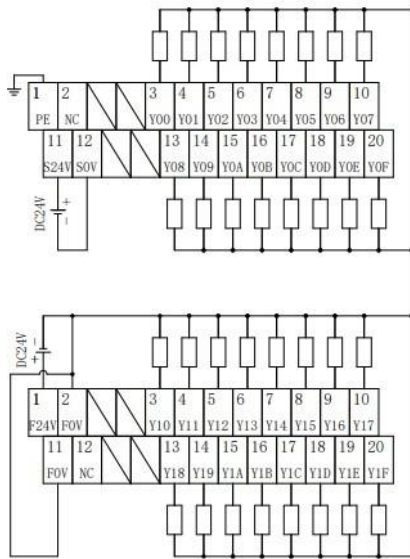 1 2 3 4 5 6 7 8 9 10
PE NC Y00 Y01 Y02 Y03 Y04 Y05 Y06 Y07
11 12 13 14 15 16 17 18 19 20
S24V S0V Y08 Y09 Y0A Y0B Y0C Y0D Y0E Y0F
DC24V + -
DC24V - +
1 2 3 4 5 6 7 8 9 10
F24V F0V Y10 Y11 Y12 Y13 Y14 Y15 Y16 Y17
11 12 13 14 15 16 17 18 19 20
F0V NC Y18 Y19 Y1A Y1B Y1C Y1D Y1E Y1F